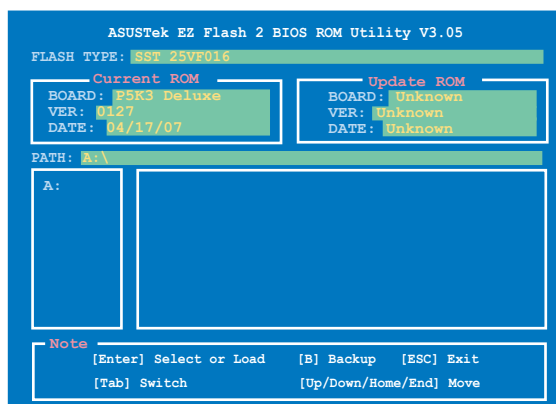 ASUSTek EZ Flash 2 BIOS ROM Utility V3.05
FLASH TYPE: SST 25VF016
Current ROM
BOARD: P5K3 Deluxe
VER: 0127
DATE: 04/17/07
Update ROM
BOARD: Unknown
VER: Unknown
DATE: Unknown
PATH: A:\
A:
Note
[Enter] Select or Load [B] Backup [ESC] Exit
[Tab] Switch [Up/Down/Home/End] Move